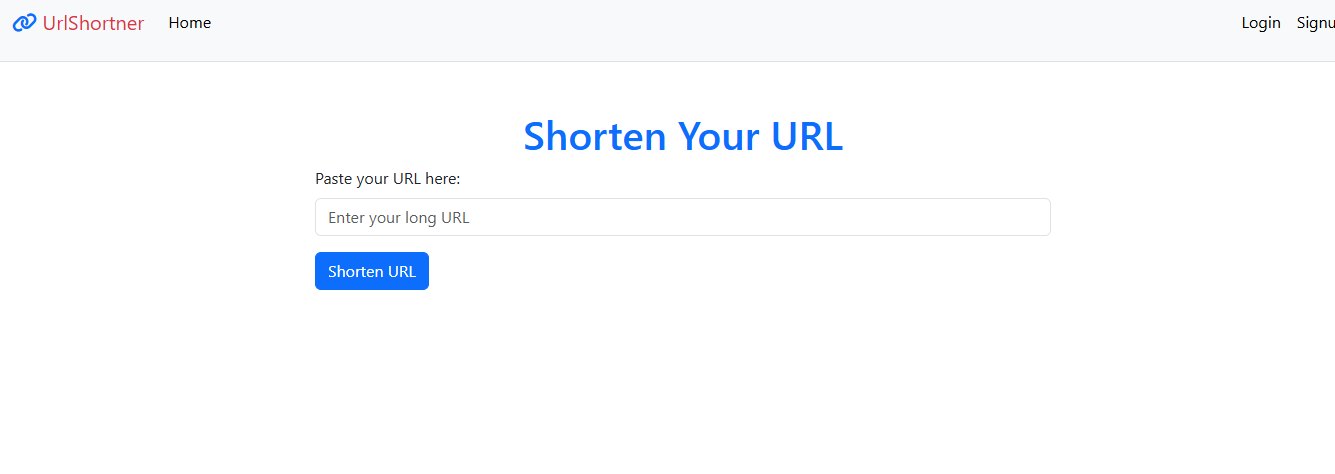 UrlShortner Home Login Signu
Shorten Your URL
Paste your URL here:
Enter your long URL
Shorten URL